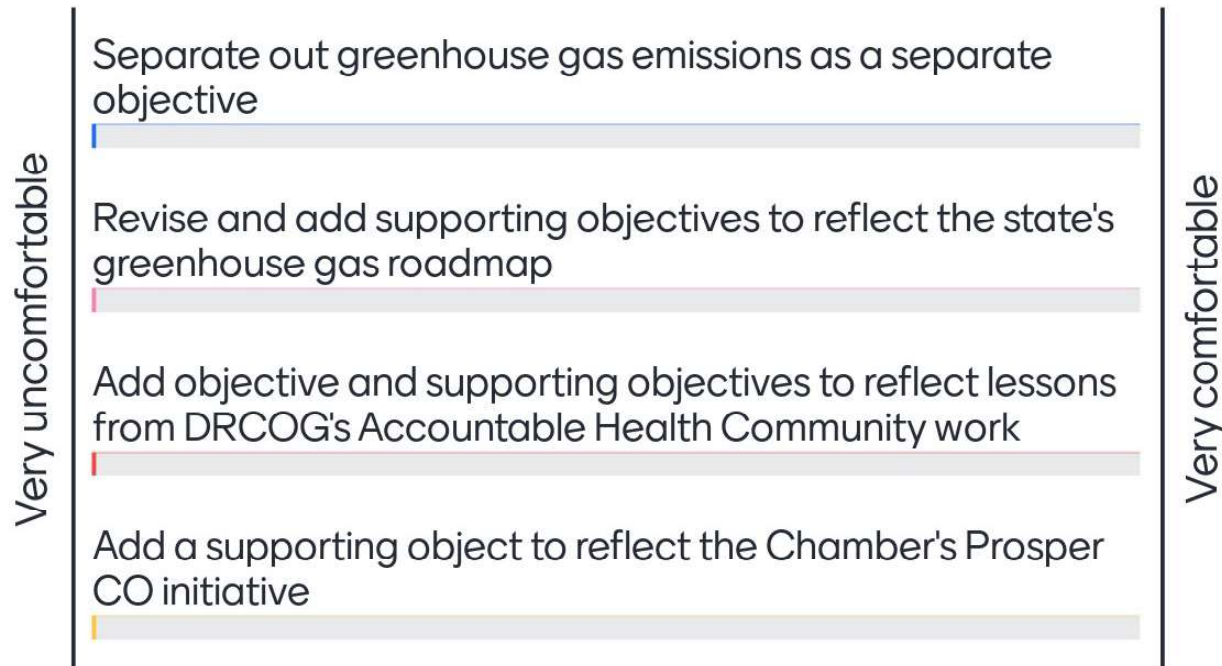 Very uncomfortable
Separate out greenhouse gas emissions as a separate
objective
Revise and add supporting objectives to reflect the state's
greenhouse gas roadmap
Add objective and supporting objectives to reflect lessons
from DRCOG's Accountable Health Community work
Add a supporting object to reflect the Chamber's Prosper
CO initiative
Very comfortable